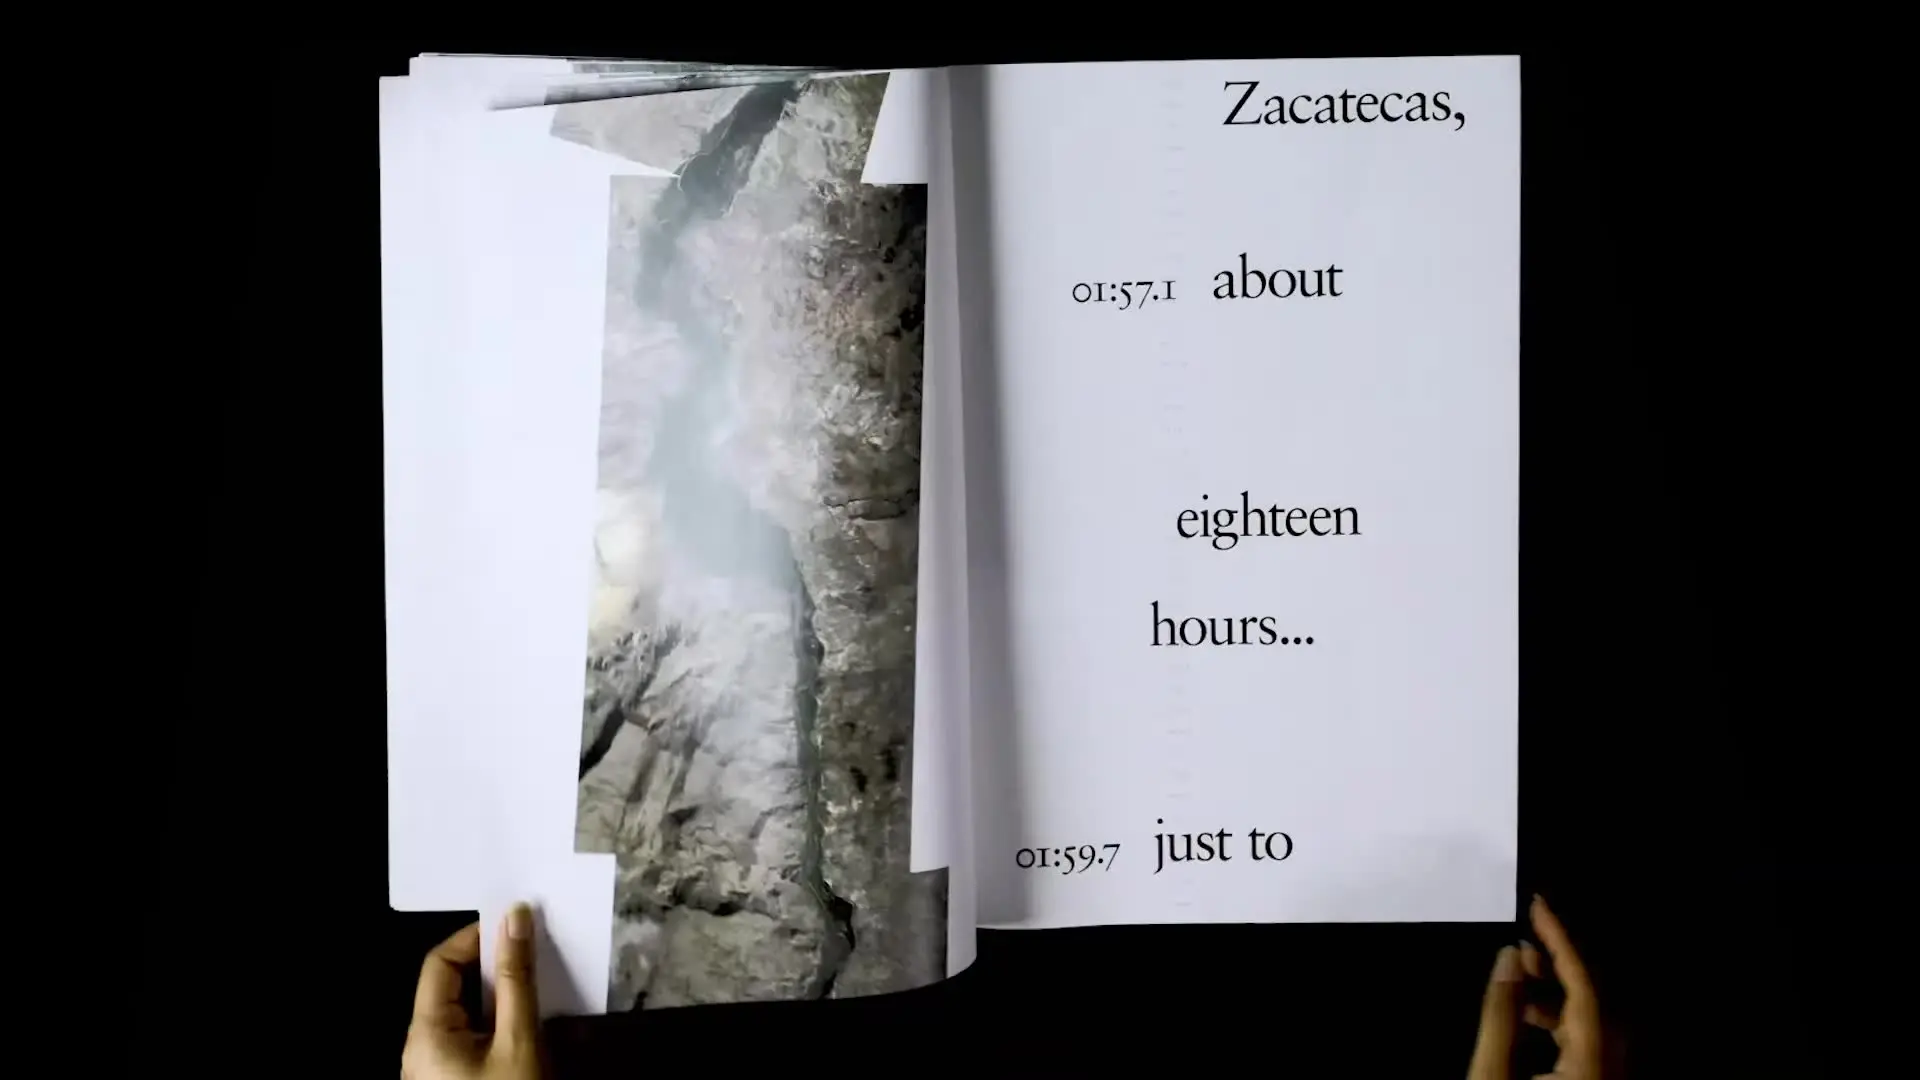 Zacatecas,
01:57.1 about
eighteen
hours...
01:59.7 just to